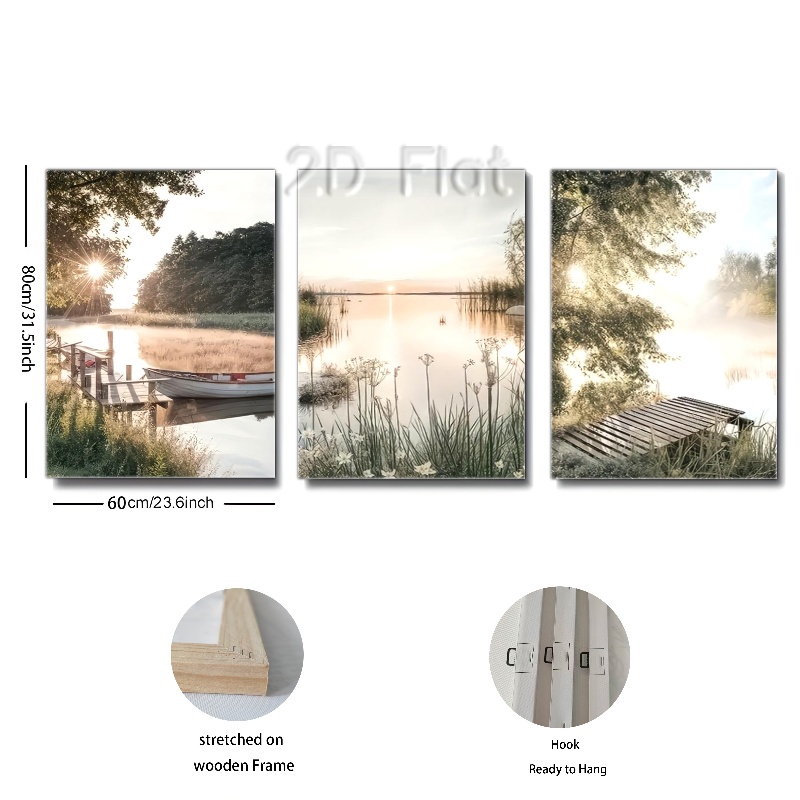 2D Flat
80cm/31.5inch
60cm/23.6inch
stretched on
wooden Frame
Hook
Ready to Hang